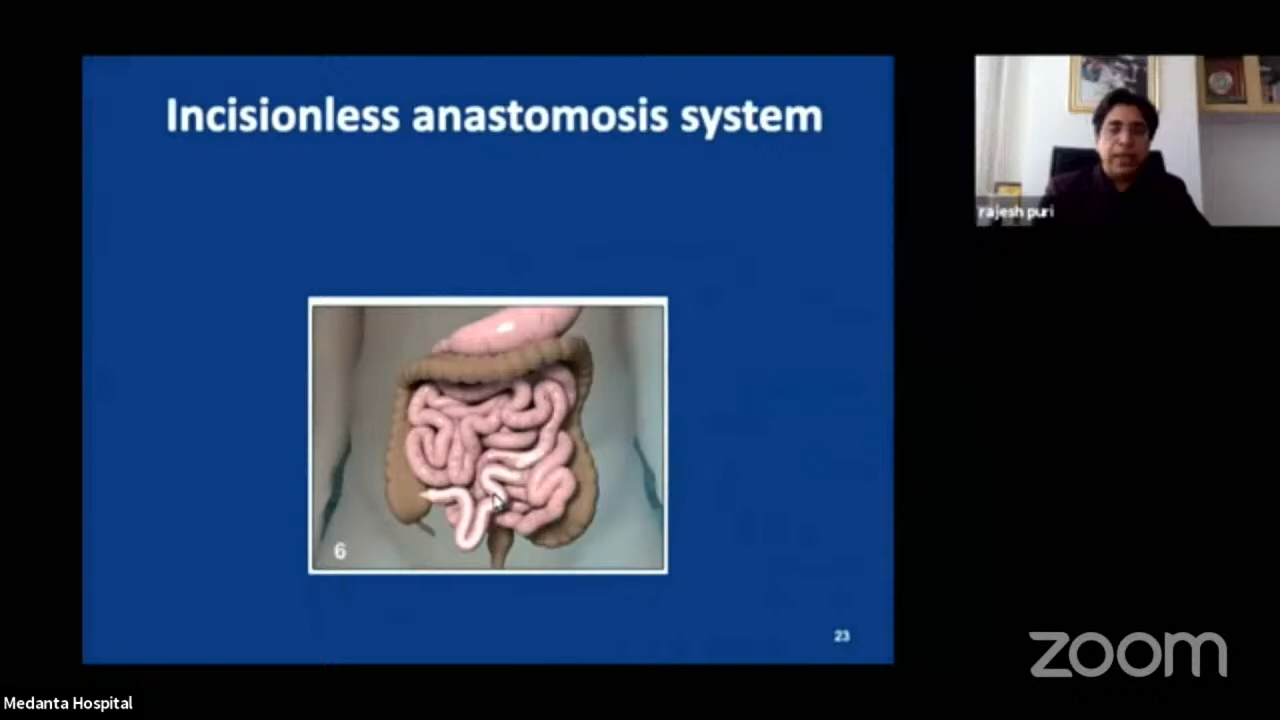 Incisionless anastomosis system
rajesh puri
6
23
zoom
Medanta Hospital